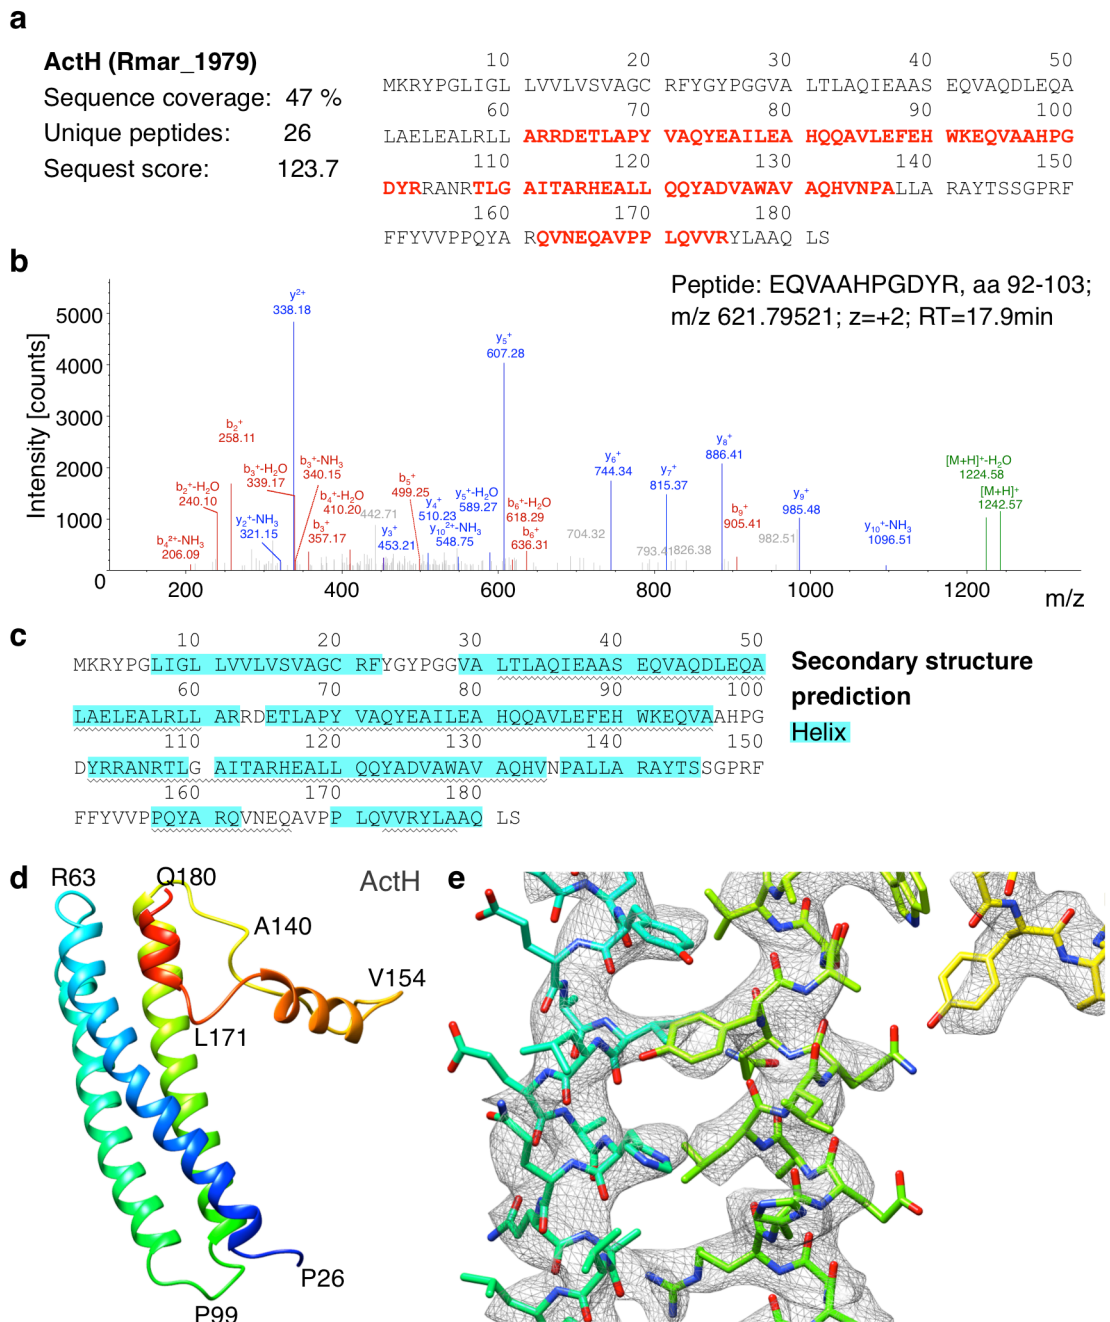 a
ActH (Rmar_1979)
Sequence coverage: 47 %
Unique peptides: 26
Sequest score: 123.7
10 20 30 40 50
MKRYPGLIGL LVVLVSVAGC RFYGYPGGVA LTLAQIEAAS EQVAQDLEQA
60 70 80 90 100
LAELEALRLL ARRDETLAPY VAQYEAILEA HQQAVLEFEH WKEQVAAHPG
110 120 130 140 150
DYRRANRTLG AITARHEALL QQYADVAWAV AQHVNPALLA RAYTSSGPRF
160 170 180
FFYVVPPQYA RQVNEQAVPP LQVVRYLAAQ LS
b
Peptide: EQVAAHPGDYR, aa 92-103;
m/z 621.79521; z=+2; RT=17.9min
Intensity [counts]
5000
4000
3000
2000
1000
0
200 400 600 800 1000 1200
m/z
y2+
338.18
y5+
607.28
b2+
258.11
b2+-H2O
240.10
b42+-NH3
206.09
y2+-NH3
321.15
b3+-H2O
339.17
b3+-NH3
340.15
b3+
357.17
b4+-H2O
410.20
442.71
y3+
453.21
b5+
499.25
y4+
510.23
y102+-NH3
548.75
y5+-H2O
589.27
b6+-H2O
618.29
b6+
636.31
704.32
y6+
744.34
793.41
y7+
815.37
826.38
y8+
886.41
b9+
905.41
982.51
y9+
985.48
y10+-NH3
1096.51
[M+H]+-H2O
1224.58
[M+H]+
1242.57
c
10 20 30 40 50
MKRYPGLIGL LVVLVSVAGC RFYGYPGGVA LTLAQIEAAS EQVAQDLEQA
60 70 80 90 100
LAELEALRLL ARRDETLAPY VAQYEAILEA HQQAVLEFEH WKEQVAAHPG
110 120 130 140 150
DYRRANRTLG AITARHEALL QQYADVAWAV AQHVNPALLA RAYTSSGPRF
160 170 180
FFYVVPPQYA RQVNEQAVPP LQVVRYLAAQ LS
Secondary structure
prediction
Helix
d
R63
Q180
ActH
A140
V154
L171
P26
P99
e